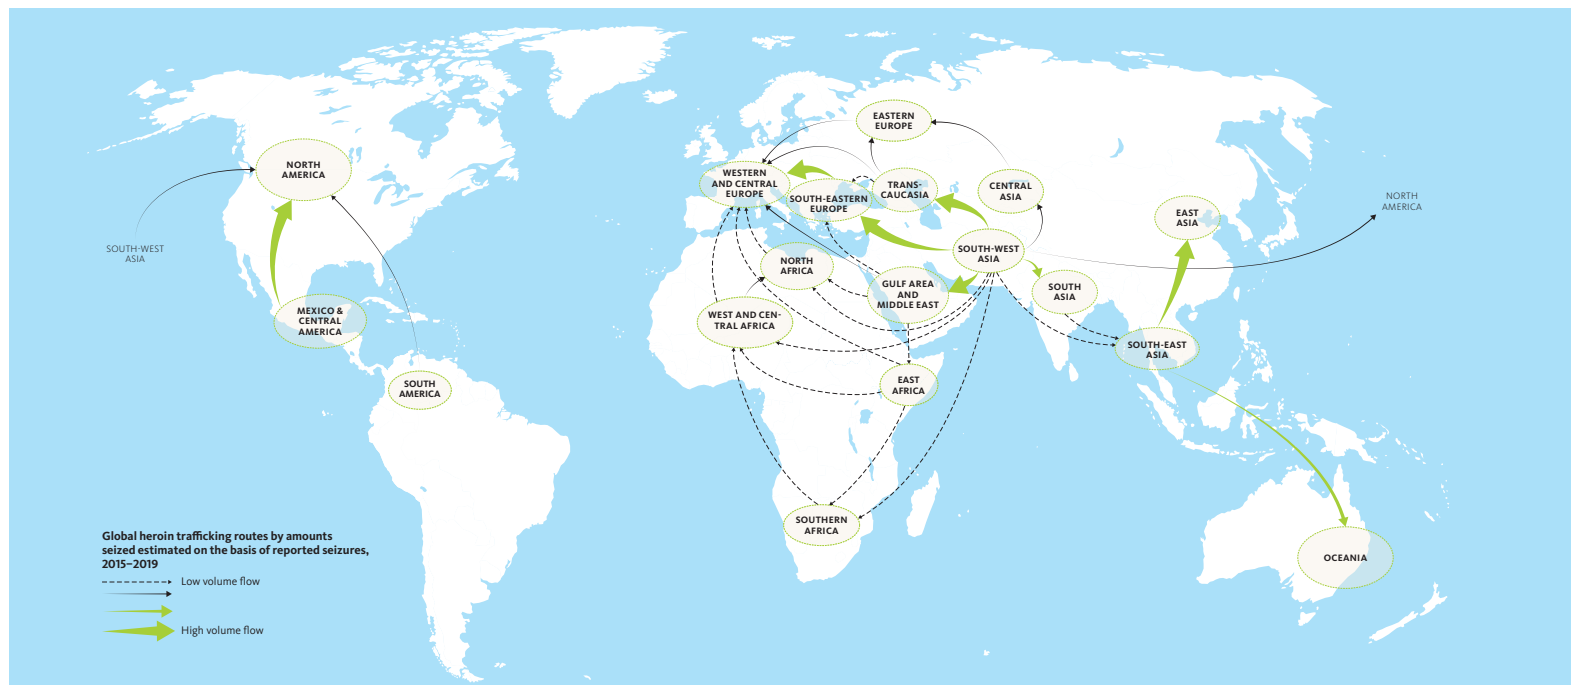 EASTERN
EUROPE
NORTH
AMERICA
WESTERN
AND CENTRAL
EUROPE
SOUTH-EASTERN
EUROPE
TRANS-
CAUCASIA
CENTRAL
ASIA
NORTH
AMERICA
EAST
ASIA
SOUTH-WEST
ASIA
SOUTH-WEST
ASIA
NORTH
AFRICA
GULF AREA
AND
MIDDLE EAST
SOUTH
ASIA
MEXICO &
CENTRAL
AMERICA
WEST AND CEN-
TRAL AFRICA
SOUTH-EAST
ASIA
SOUTH
AMERICA
EAST
AFRICA
SOUTHERN
AFRICA
OCEANIA
Global heroin trafficking routes by amounts
seized estimated on the basis of reported seizures,
2015–2019
Low volume flow
High volume flow